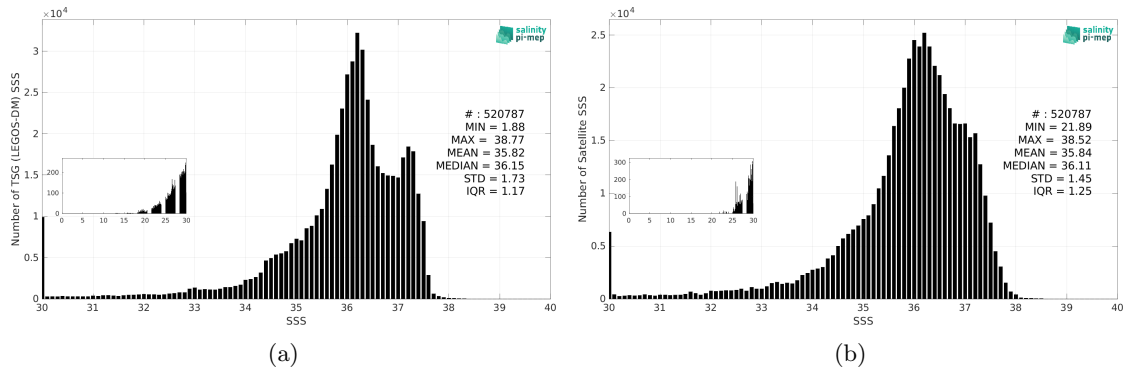 ×10⁴
salinity
pi-mep
Number of TSG (LEGOS-DM) SSS
3
2.5
2
1.5
1
0.5
0
# : 520787
MIN = 1.88
MAX = 38.77
MEAN = 35.82
MEDIAN = 36.15
STD = 1.73
IQR = 1.17
200
100
0
0 5 10 15 20 25 30
30 31 32 33 34 35 36 37 38 39 40
SSS
(a)
×10⁴
salinity
pi-mep
Number of Satellite SSS
2.5
2
1.5
1
0.5
0
# : 520787
MIN = 21.89
MAX = 38.52
MEAN = 35.84
MEDIAN = 36.11
STD = 1.45
IQR = 1.25
300
200
100
0
0 5 10 15 20 25 30
30 31 32 33 34 35 36 37 38 39 40
SSS
(b)